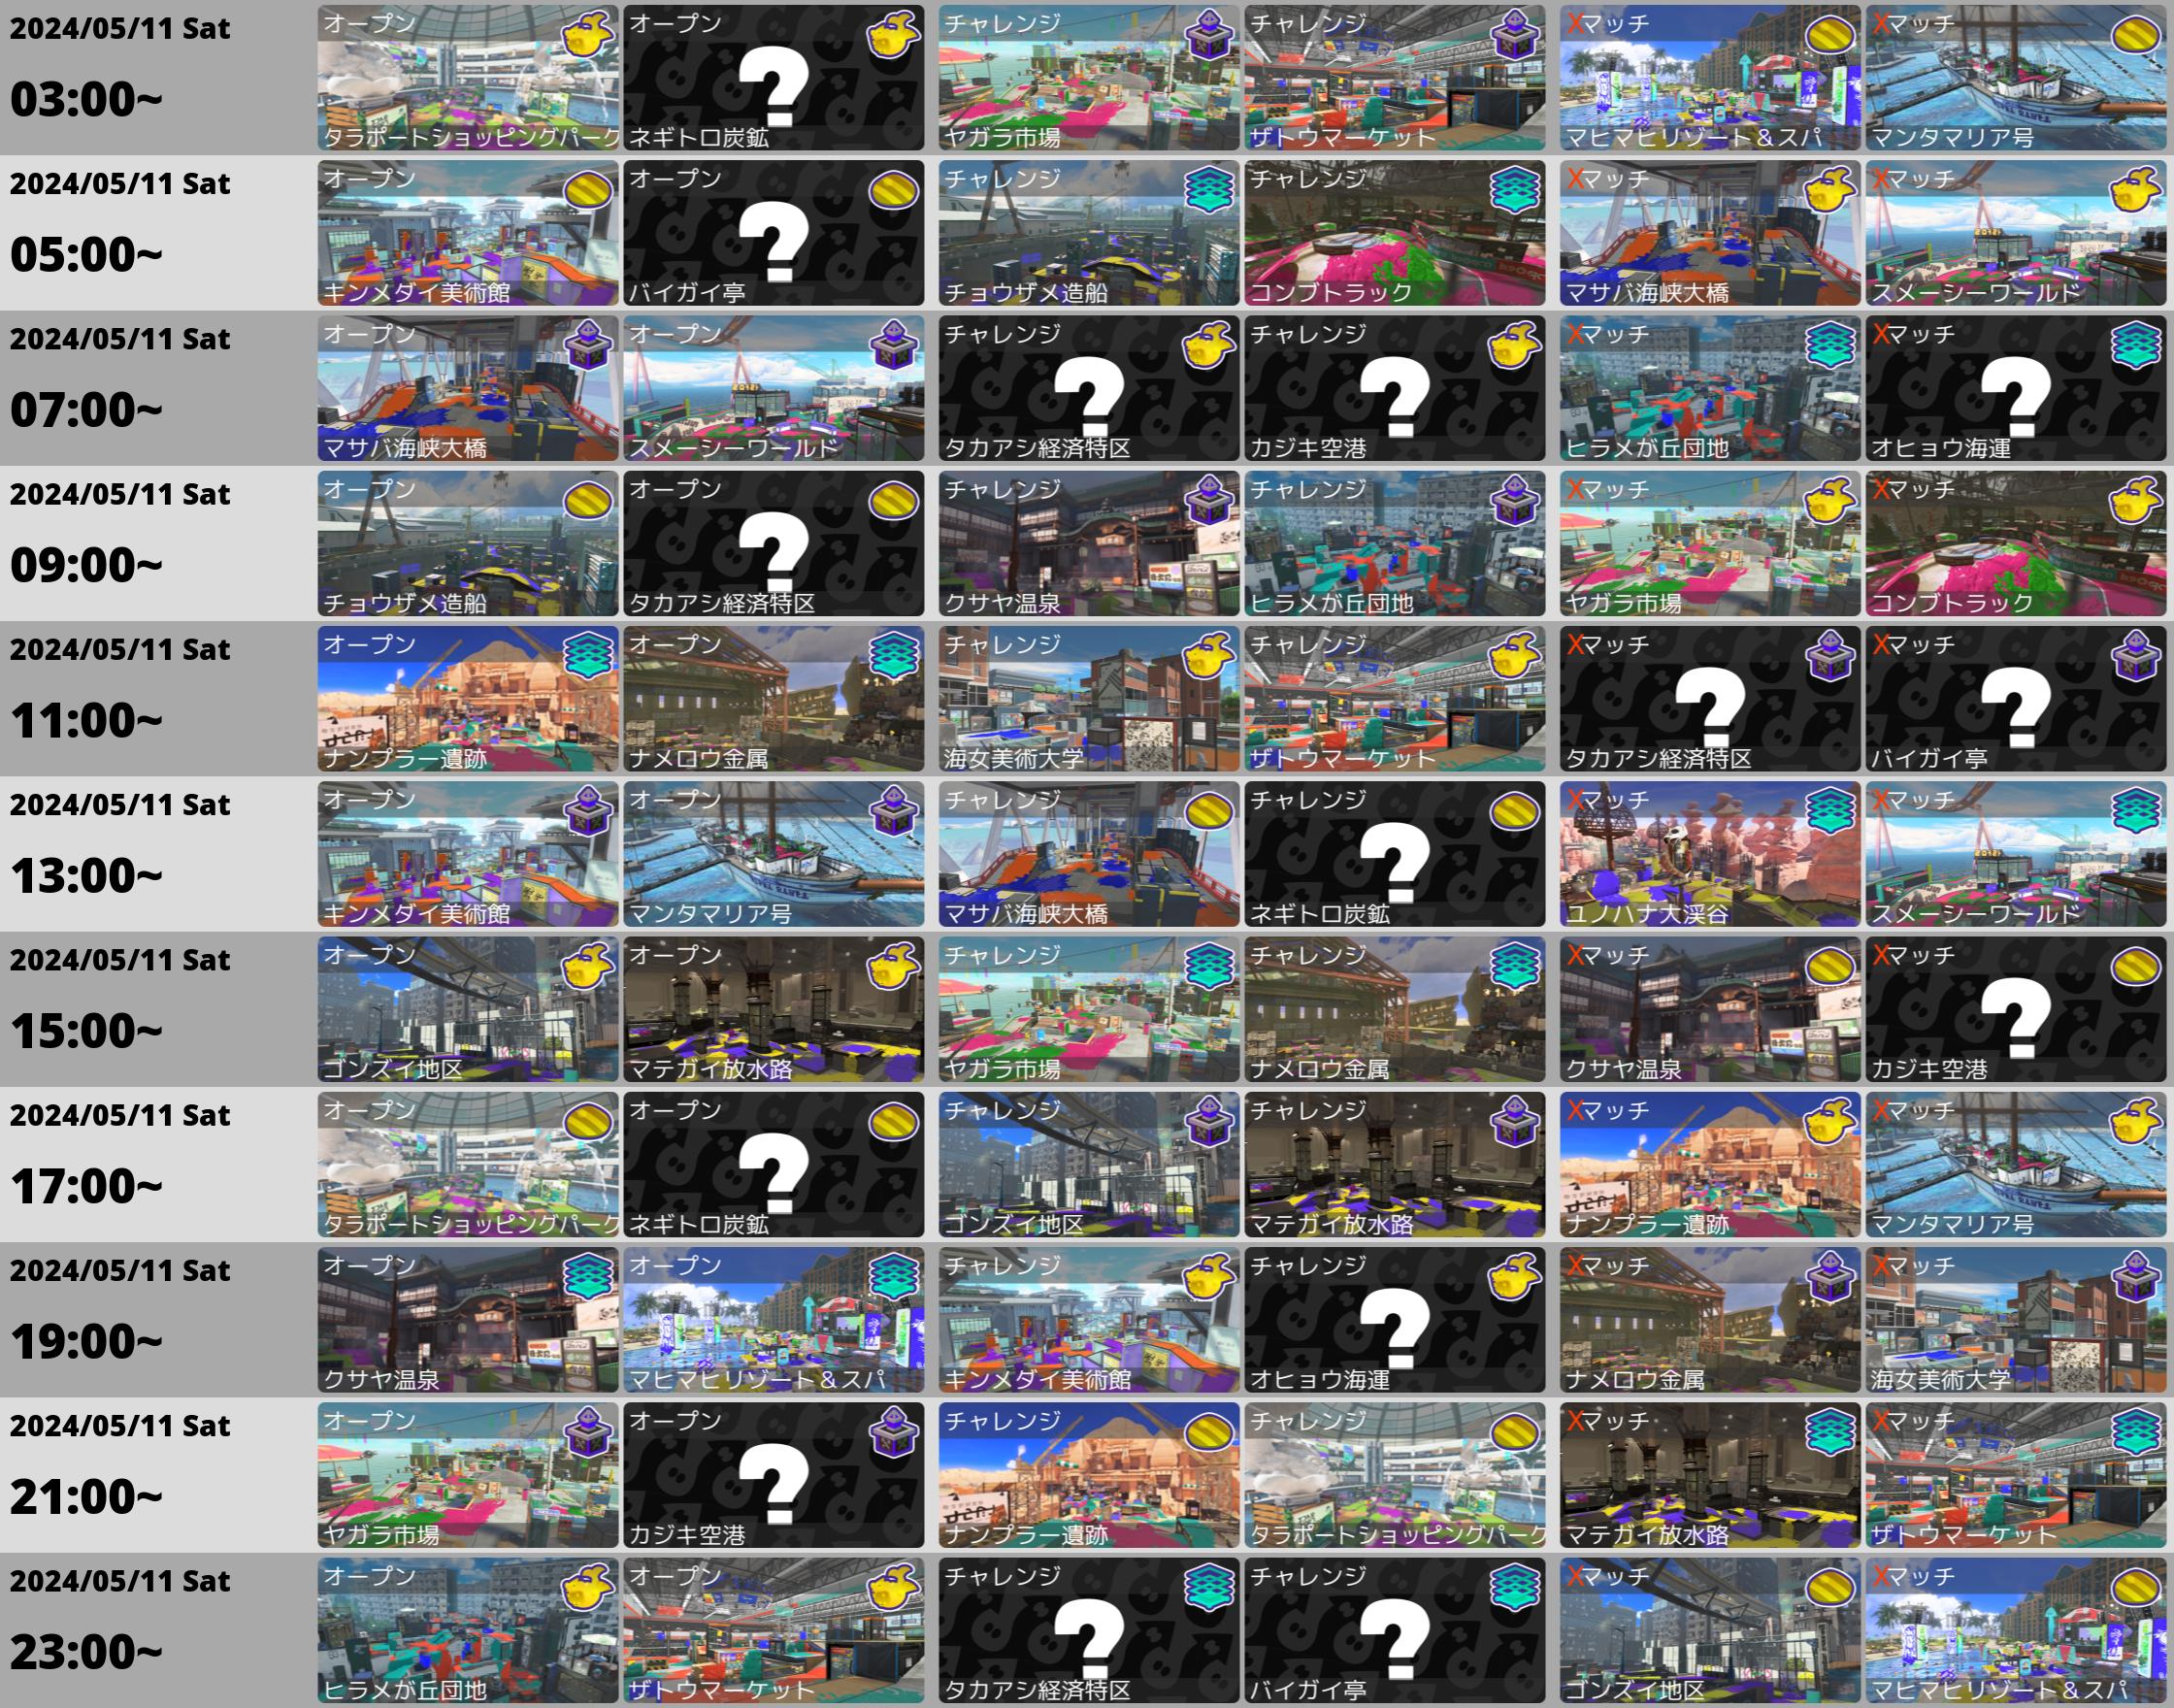 2024/05/11 Sat
03:00~
オープン
タラポートショッピングパーク
オープン
ネギトロ炭鉱
チャレンジ
ヤガラ市場
チャレンジ
ザトウマーケット
Xマッチ
マヒマヒリゾート＆スパ
Xマッチ
マンタマリア号
2024/05/11 Sat
05:00~
オープン
キンメダイ美術館
オープン
バイガイ亭
チャレンジ
チョウザメ造船
チャレンジ
コンブトラック
Xマッチ
マサバ海峡大橋
Xマッチ
スメーシーワールド
2024/05/11 Sat
07:00~
オープン
マサバ海峡大橋
オープン
スメーシーワールド
チャレンジ
タカアシ経済特区
チャレンジ
カジキ空港
Xマッチ
ヒラメが丘団地
Xマッチ
オヒョウ海運
2024/05/11 Sat
09:00~
オープン
チョウザメ造船
オープン
タカアシ経済特区
チャレンジ
クサヤ温泉
チャレンジ
ヒラメが丘団地
Xマッチ
ヤガラ市場
Xマッチ
コンブトラック
2024/05/11 Sat
11:00~
オープン
ナンプラー遺跡
オープン
ナメロウ金属
チャレンジ
海女美術大学
チャレンジ
ザトウマーケット
Xマッチ
タカアシ経済特区
Xマッチ
バイガイ亭
2024/05/11 Sat
13:00~
オープン
キンメダイ美術館
オープン
マンタマリア号
チャレンジ
マサバ海峡大橋
チャレンジ
ネギトロ炭鉱
Xマッチ
ユノハナ大渓谷
Xマッチ
スメーシーワールド
2024/05/11 Sat
15:00~
オープン
ゴンズイ地区
オープン
マテガイ放水路
チャレンジ
ヤガラ市場
チャレンジ
ナメロウ金属
Xマッチ
クサヤ温泉
Xマッチ
カジキ空港
2024/05/11 Sat
17:00~
オープン
タラポートショッピングパーク
オープン
ネギトロ炭鉱
チャレンジ
ゴンズイ地区
チャレンジ
マテガイ放水路
Xマッチ
ナンプラー遺跡
Xマッチ
マンタマリア号
2024/05/11 Sat
19:00~
オープン
クサヤ温泉
オープン
マヒマヒリゾート＆スパ
チャレンジ
キンメダイ美術館
チャレンジ
オヒョウ海運
Xマッチ
ナメロウ金属
Xマッチ
海女美術大学
2024/05/11 Sat
21:00~
オープン
ヤガラ市場
オープン
カジキ空港
チャレンジ
ナンプラー遺跡
チャレンジ
タラポートショッピングパーク
Xマッチ
マテガイ放水路
Xマッチ
ザトウマーケット
2024/05/11 Sat
23:00~
オープン
ヒラメが丘団地
オープン
ザトウマーケット
チャレンジ
タカアシ経済特区
チャレンジ
バイガイ亭
Xマッチ
ゴンズイ地区
Xマッチ
マヒマヒリゾート＆スパ